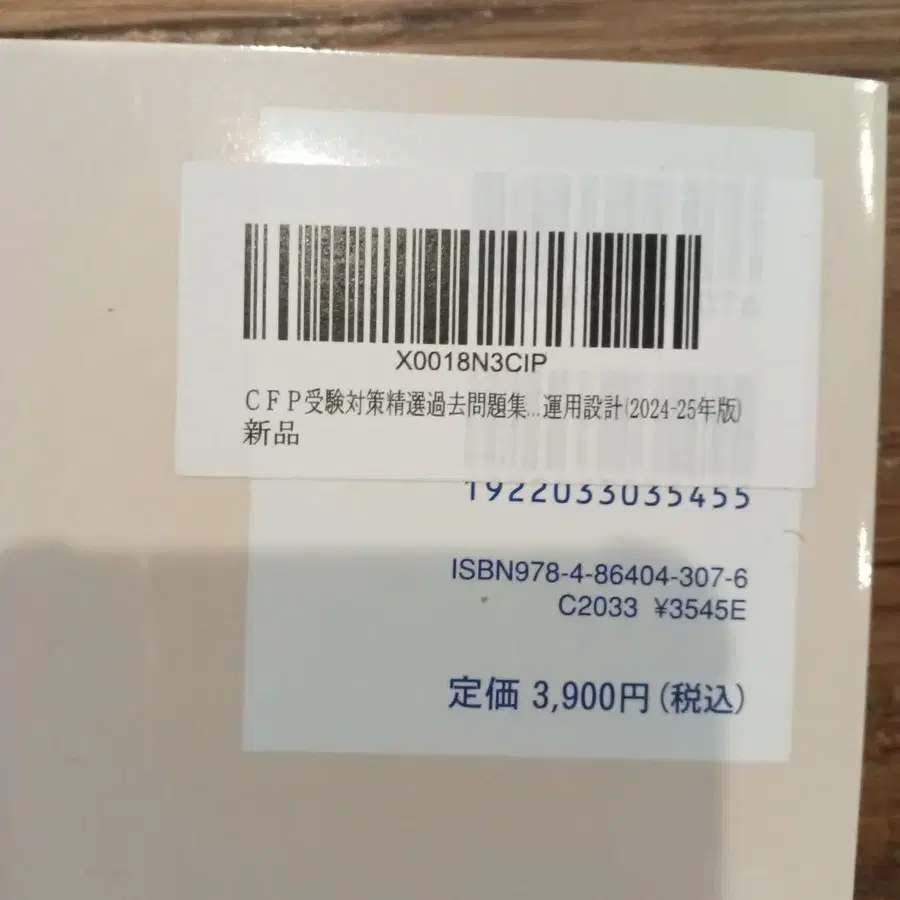 X0018N3CIP
CFP受験対策精選過去問題集...運用設計(2024-25年版)
新品
1922033035455
ISBN978-4-86404-307-6
C2033 ¥3545E
定価 3,900円(税込)